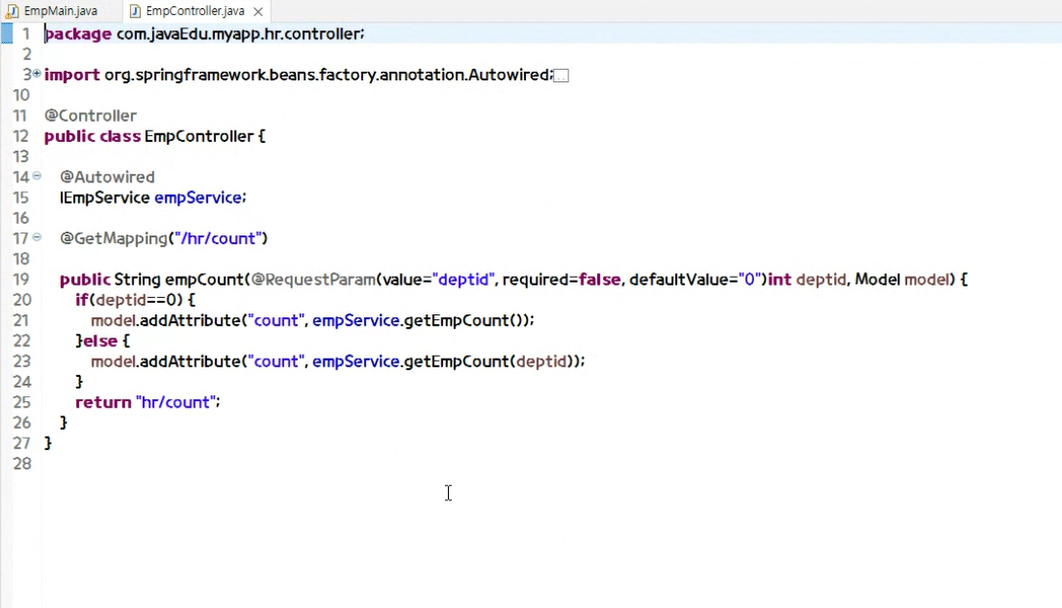 EmpMain.java EmpController.java
1 package com.javaEdu.myapp.hr.controller;
2
3 import org.springframework.beans.factory.annotation.Autowired;
10
11 @Controller
12 public class EmpController {
13
14 @Autowired
15 IEmpService empService;
16
17 @GetMapping("/hr/count")
18
19 public String empCount(@RequestParam(value="deptid", required=false, defaultValue="0")int deptid, Model model) {
20 if(deptid==0) {
21 model.addAttribute("count", empService.getEmpCount());
22 }else {
23 model.addAttribute("count", empService.getEmpCount(deptid));
24 }
25 return "hr/count";
26 }
27 }
28